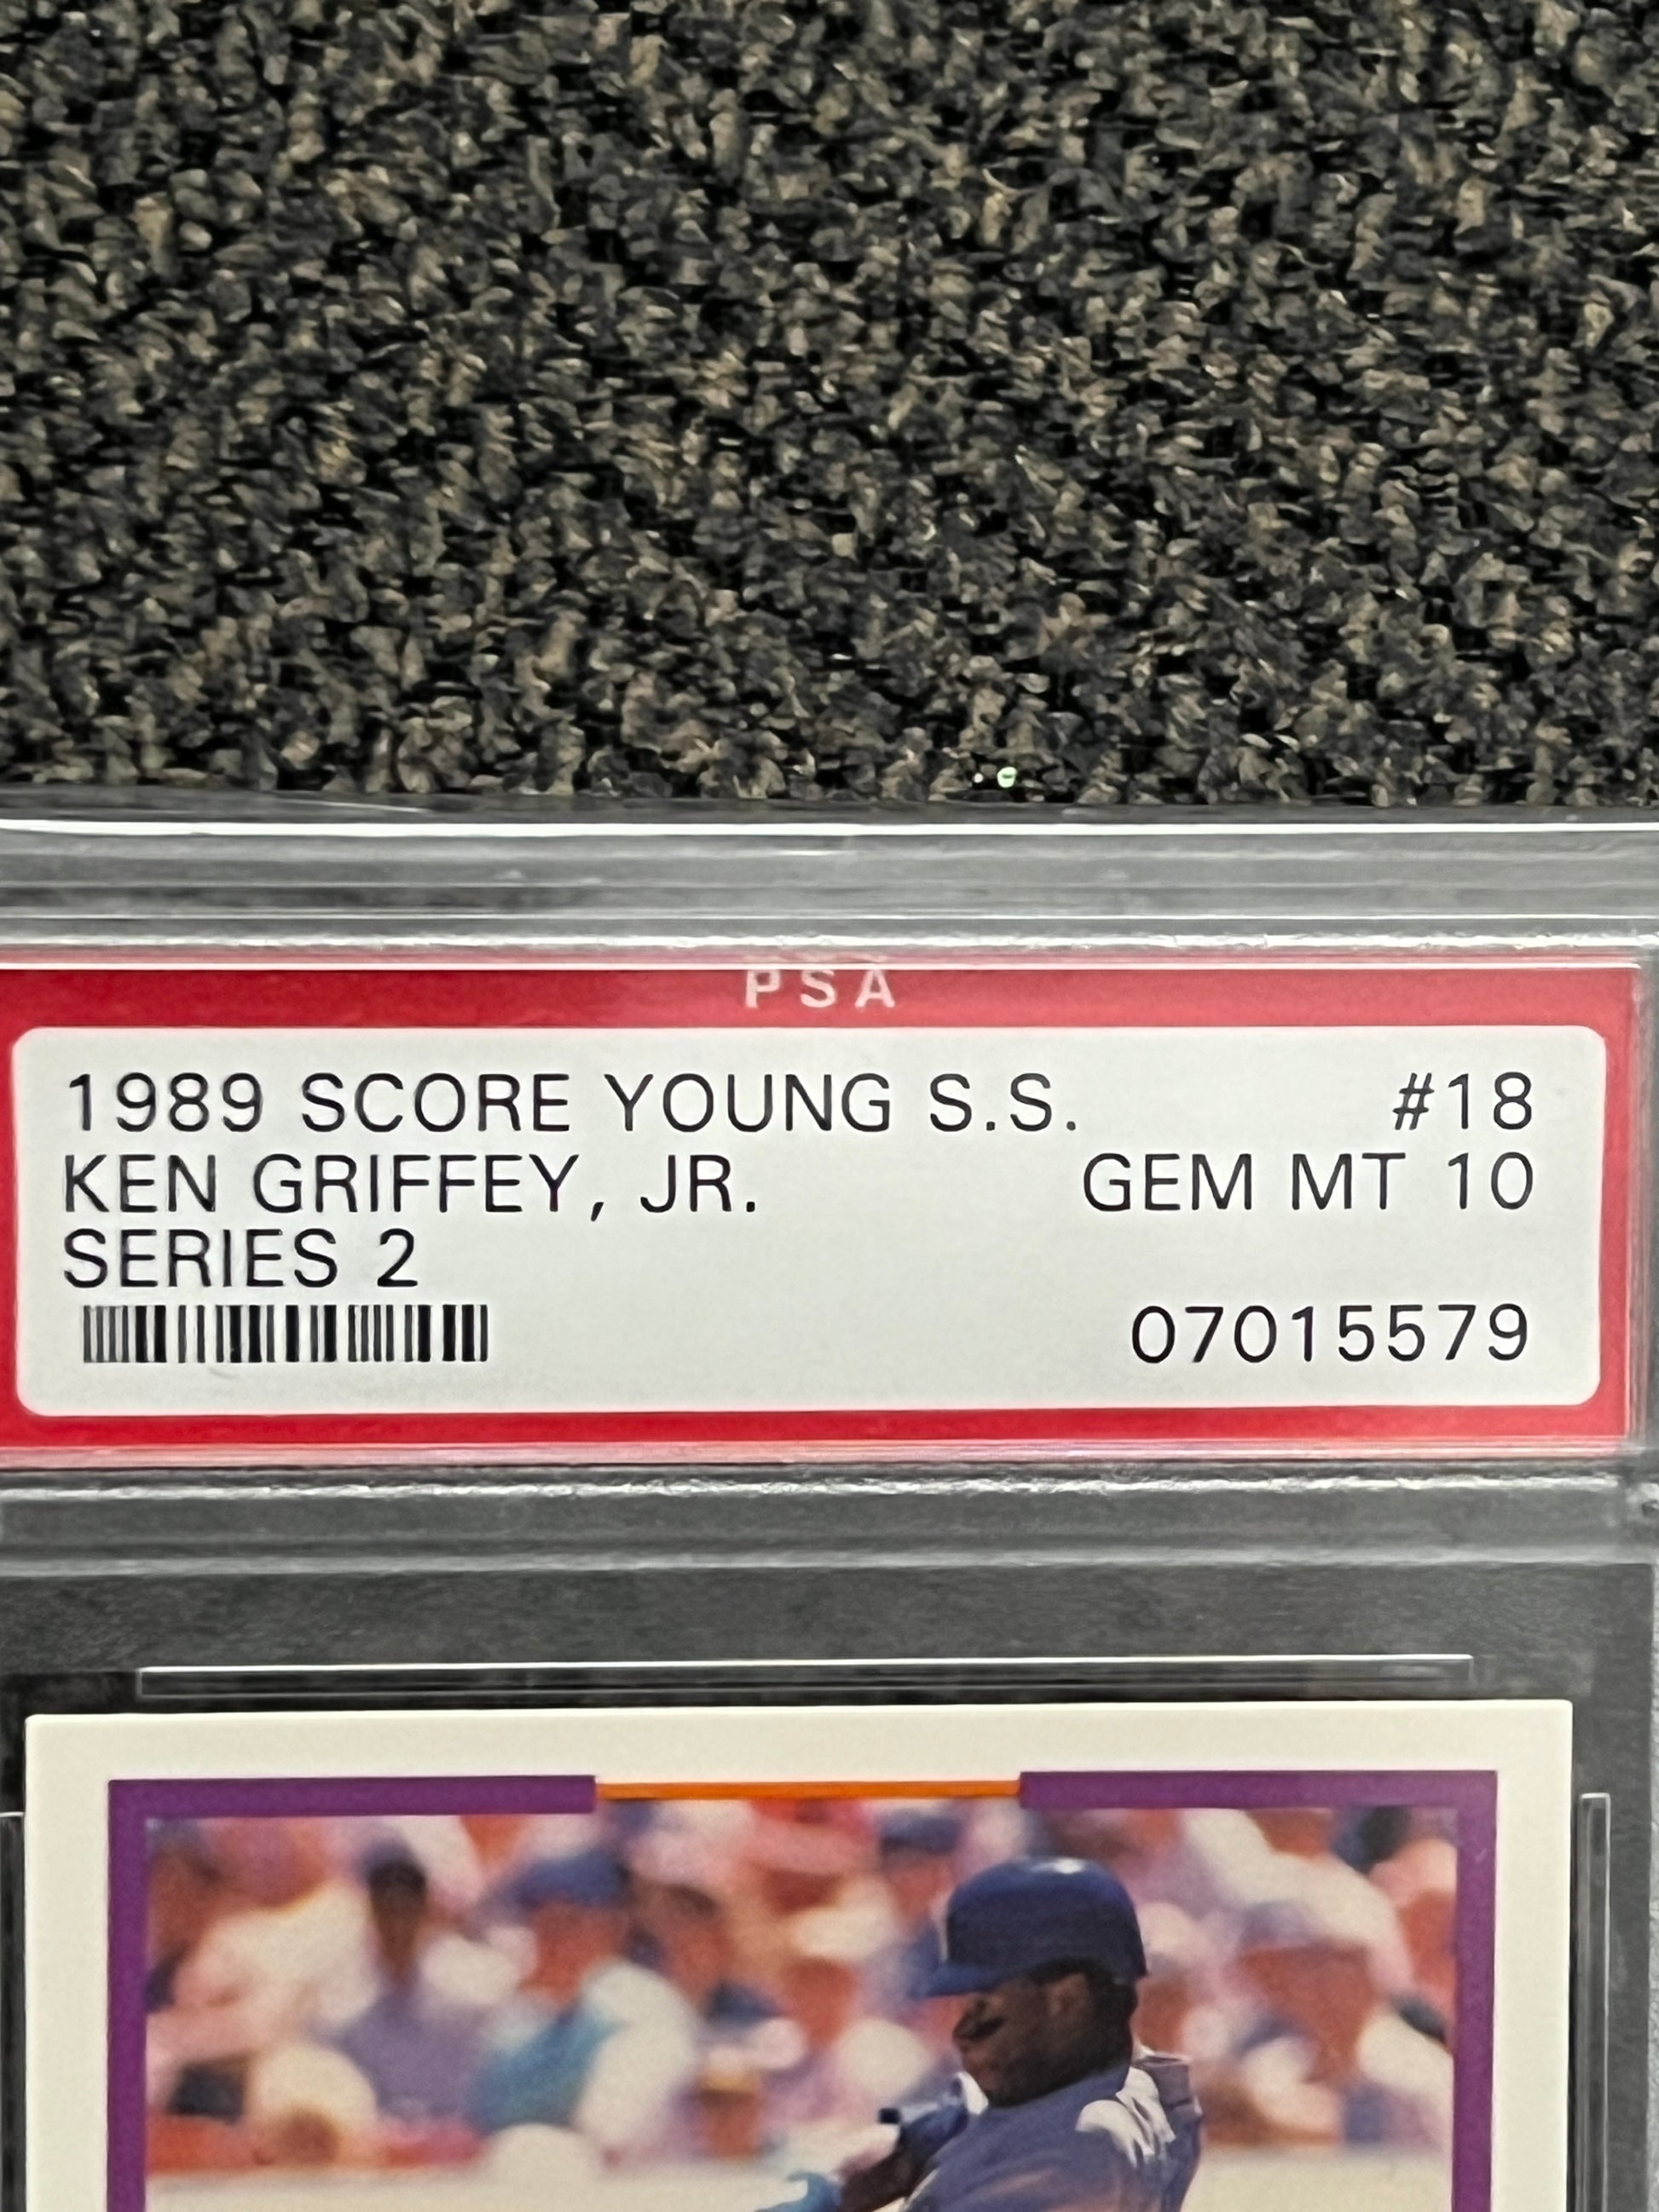 PSA
1989 SCORE YOUNG S.S. #18
KEN GRIFFEY, JR. GEM MT 10
SERIES 2
07015579